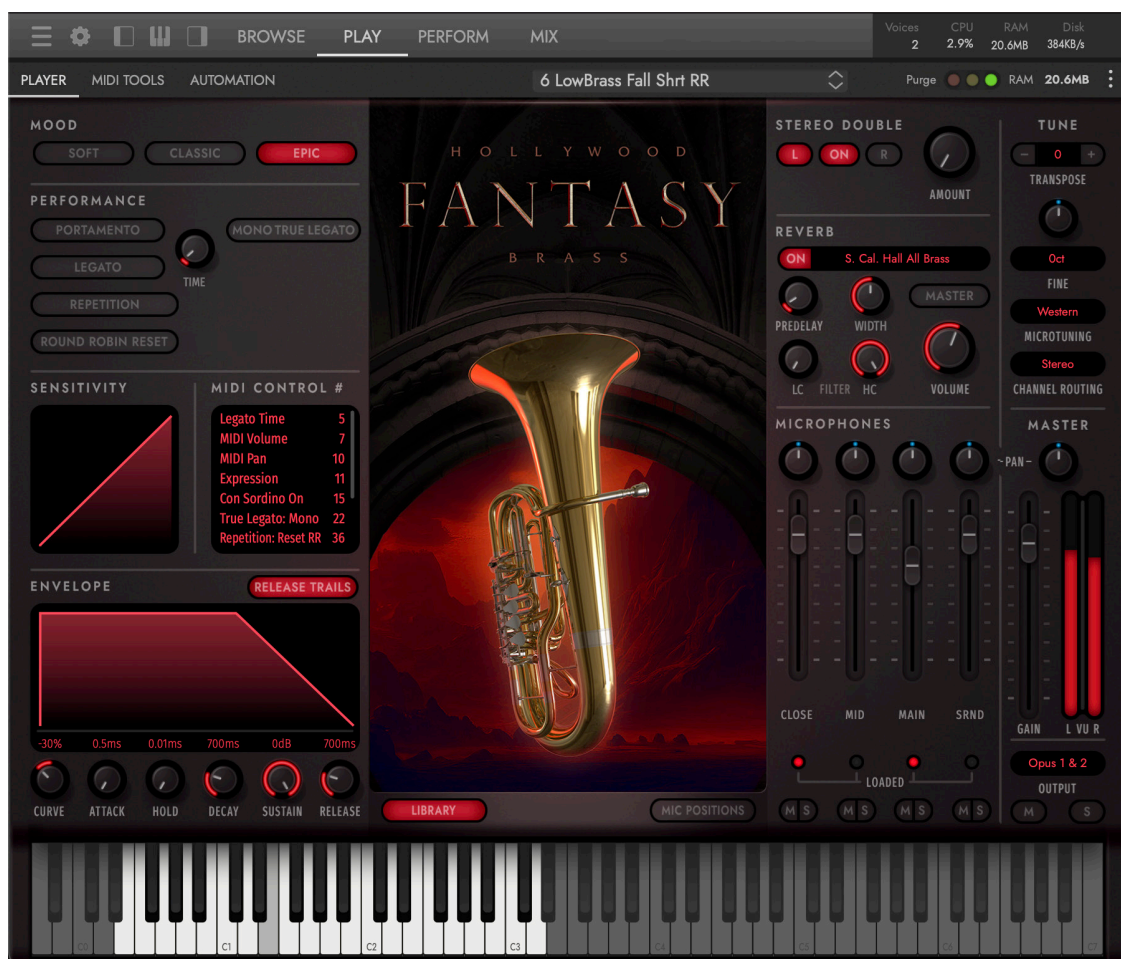 BROWSE PLAY PERFORM MIX
Voices CPU RAM Disk
2 2.9% 20.6MB 384KB/s
PLAYER MIDI TOOLS AUTOMATION
6 LowBrass Fall Shrt RR
Purge RAM 20.6MB
MOOD
SOFT CLASSIC EPIC
PERFORMANCE
PORTAMENTO
MONO TRUE LEGATO
LEGATO
TIME
REPETITION
ROUND ROBIN RESET
SENSITIVITY
MIDI CONTROL #
Legato Time 5
MIDI Volume 7
MIDI Pan 10
Expression 11
Con Sordino On 15
True Legato: Mono 22
Repetition: Reset RR 36
ENVELOPE
RELEASE TRAILS
-30% 0.5ms 0.01ms 700ms 0dB 700ms
CURVE ATTACK HOLD DECAY SUSTAIN RELEASE
HOLLYWOOD
FANTASY
BRASS
LIBRARY
MIC POSITIONS
STEREO DOUBLE
L ON R
AMOUNT
REVERB
ON S. Cal. Hall All Brass
MASTER
PREDELAY WIDTH
LC FILTER HC VOLUME
MICROPHONES
~PAN~
CLOSE MID MAIN SRND
LOADED
M S M S M S M S
TUNE
- 0 +
TRANSPOSE
0ct
FINE
Western
MICROTUNING
Stereo
CHANNEL ROUTING
MASTER
GAIN L VU R
Opus 1 & 2
OUTPUT
M S
C0 C1 C2 C3 C4 C5 C6 C7